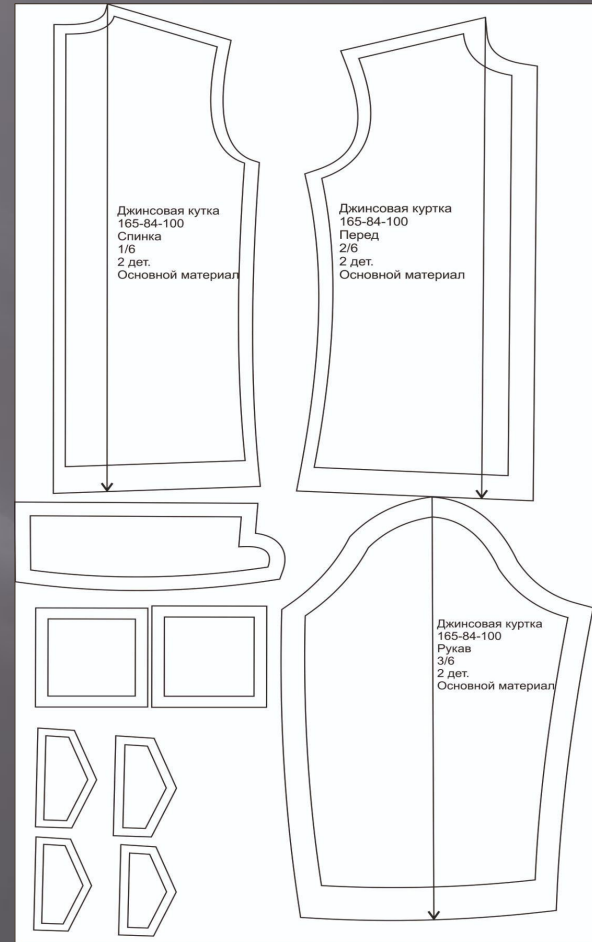 Джинсовая кутка
165-84-100
Спинка
1/6
2 дет.
Основной материал
Джинсовая куртка
165-84-100
Перед
2/6
2 дет.
Основной материал
Джинсовая куртка
165-84-100
Рукав
3/6
2 дет.
Основной материал